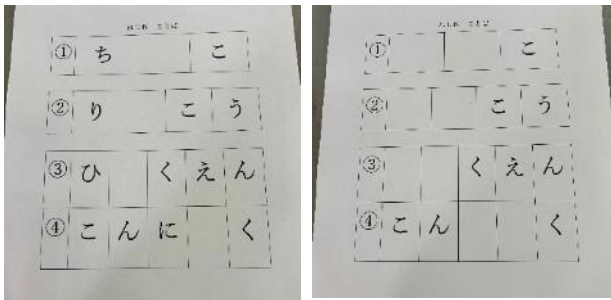 ① ち こ
② り こ う
③ ひ く え ん
④ こ ん に く
① こ
② こ う
③ く え ん
④ こ ん く